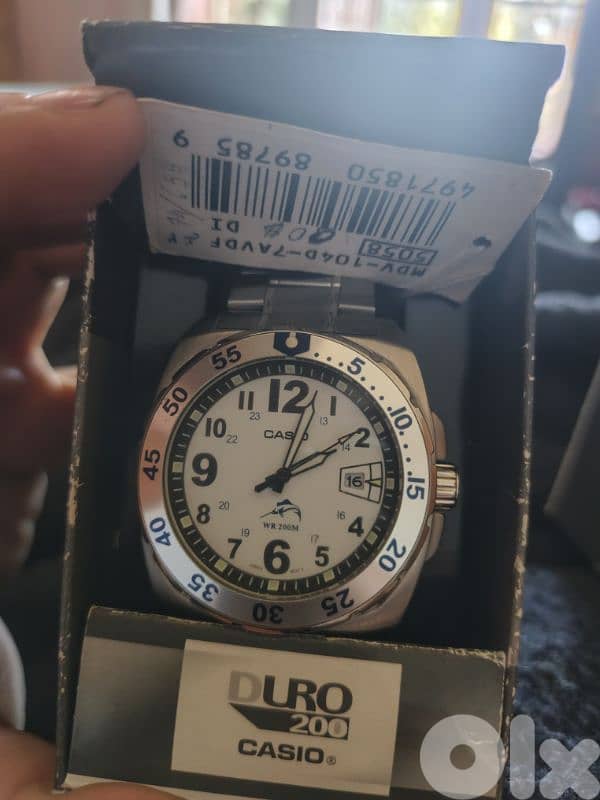 4971850 89785 9
MDV-104D-7AVDF
5058 DI
55 5 10 15 20 25 30 35 40 45 50
12 1 2 4 5 6 7 8 9 10 11
23 13 14 16 17 19 20 22
CASIO
16
WR 200M
DURO
200
CASIO®
olx